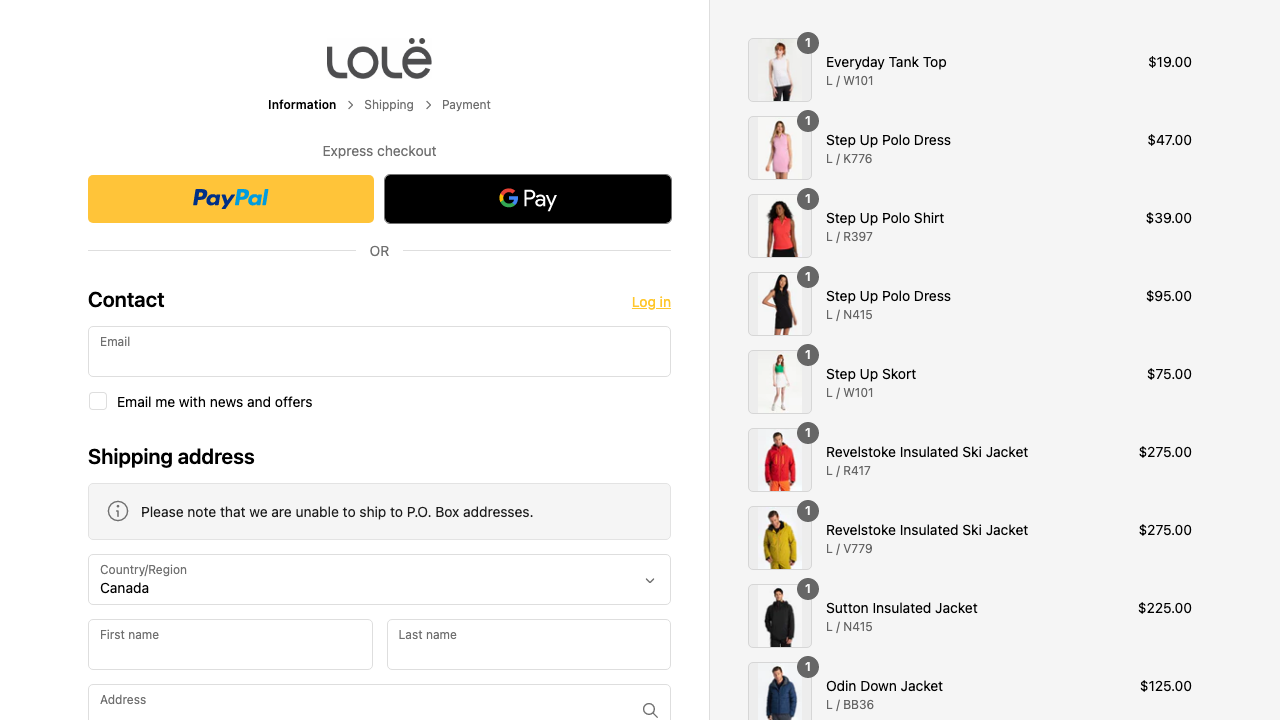 Lolë
Information
Shipping
Payment
Express checkout
PayPal
G Pay
OR
Contact
Log in
Email
Email me with news and offers
Shipping address
Please note that we are unable to ship to P.O. Box addresses.
Country/Region
Canada
First name
Last name
Address
1
Everyday Tank Top
$19.00
L / W101
1
Step Up Polo Dress
$47.00
L / K776
1
Step Up Polo Shirt
$39.00
L / R397
1
Step Up Polo Dress
$95.00
L / N415
1
Step Up Skort
$75.00
L / W101
1
Revelstoke Insulated Ski Jacket
$275.00
L / R417
1
Revelstoke Insulated Ski Jacket
$275.00
L / V779
1
Sutton Insulated Jacket
$225.00
L / N415
1
Odin Down Jacket
$125.00
L / BB36